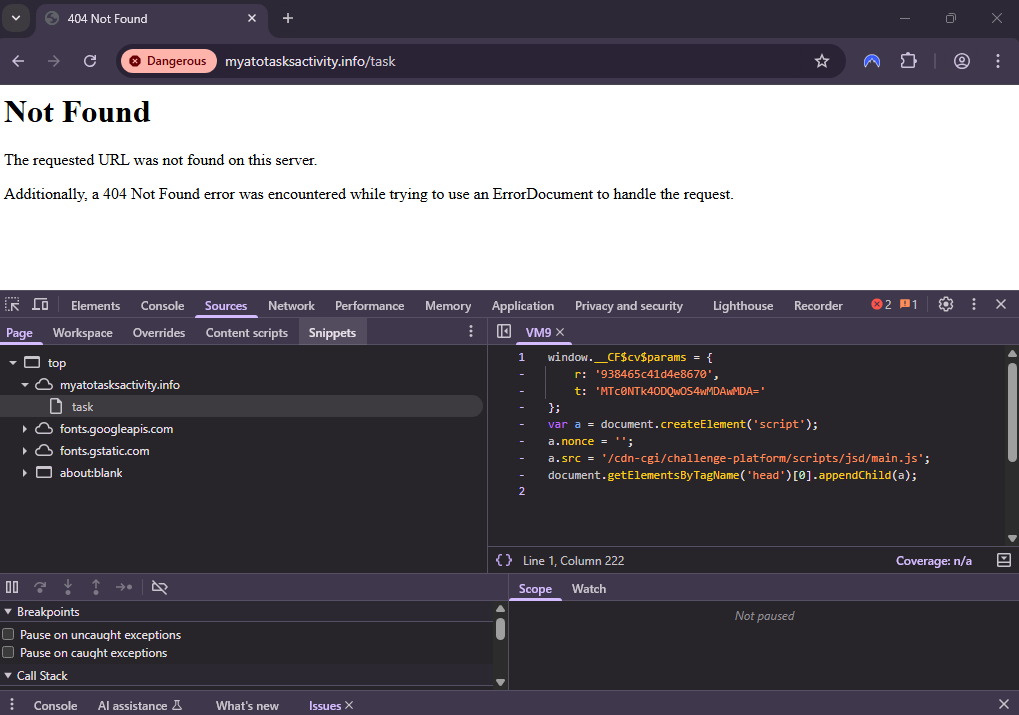 404 Not Found
Dangerous myatotasksactivity.info/task
Not Found
The requested URL was not found on this server.
Additionally, a 404 Not Found error was encountered while trying to use an ErrorDocument to handle the request.
Elements Console Sources Network Performance Memory Application Privacy and security Lighthouse Recorder 2 1
Page Workspace Overrides Content scripts Snippets
VM9
top
myatotasksactivity.info
task
fonts.googleapis.com
fonts.gstatic.com
about:blank
1 window.__CF$cv$params = {
- r: '938465c41d4e8670',
- t: 'MTc0NTk4ODQwOS4wMDAwMDA='
- };
- var a = document.createElement('script');
- a.nonce = '';
- a.src = '/cdn-cgi/challenge-platform/scripts/jsd/main.js';
- document.getElementsByTagName('head')[0].appendChild(a);
2
{} Line 1, Column 222 Coverage: n/a
Scope Watch
Breakpoints
Pause on uncaught exceptions
Pause on caught exceptions
Call Stack
Not paused
Console AI assistance What's new Issues